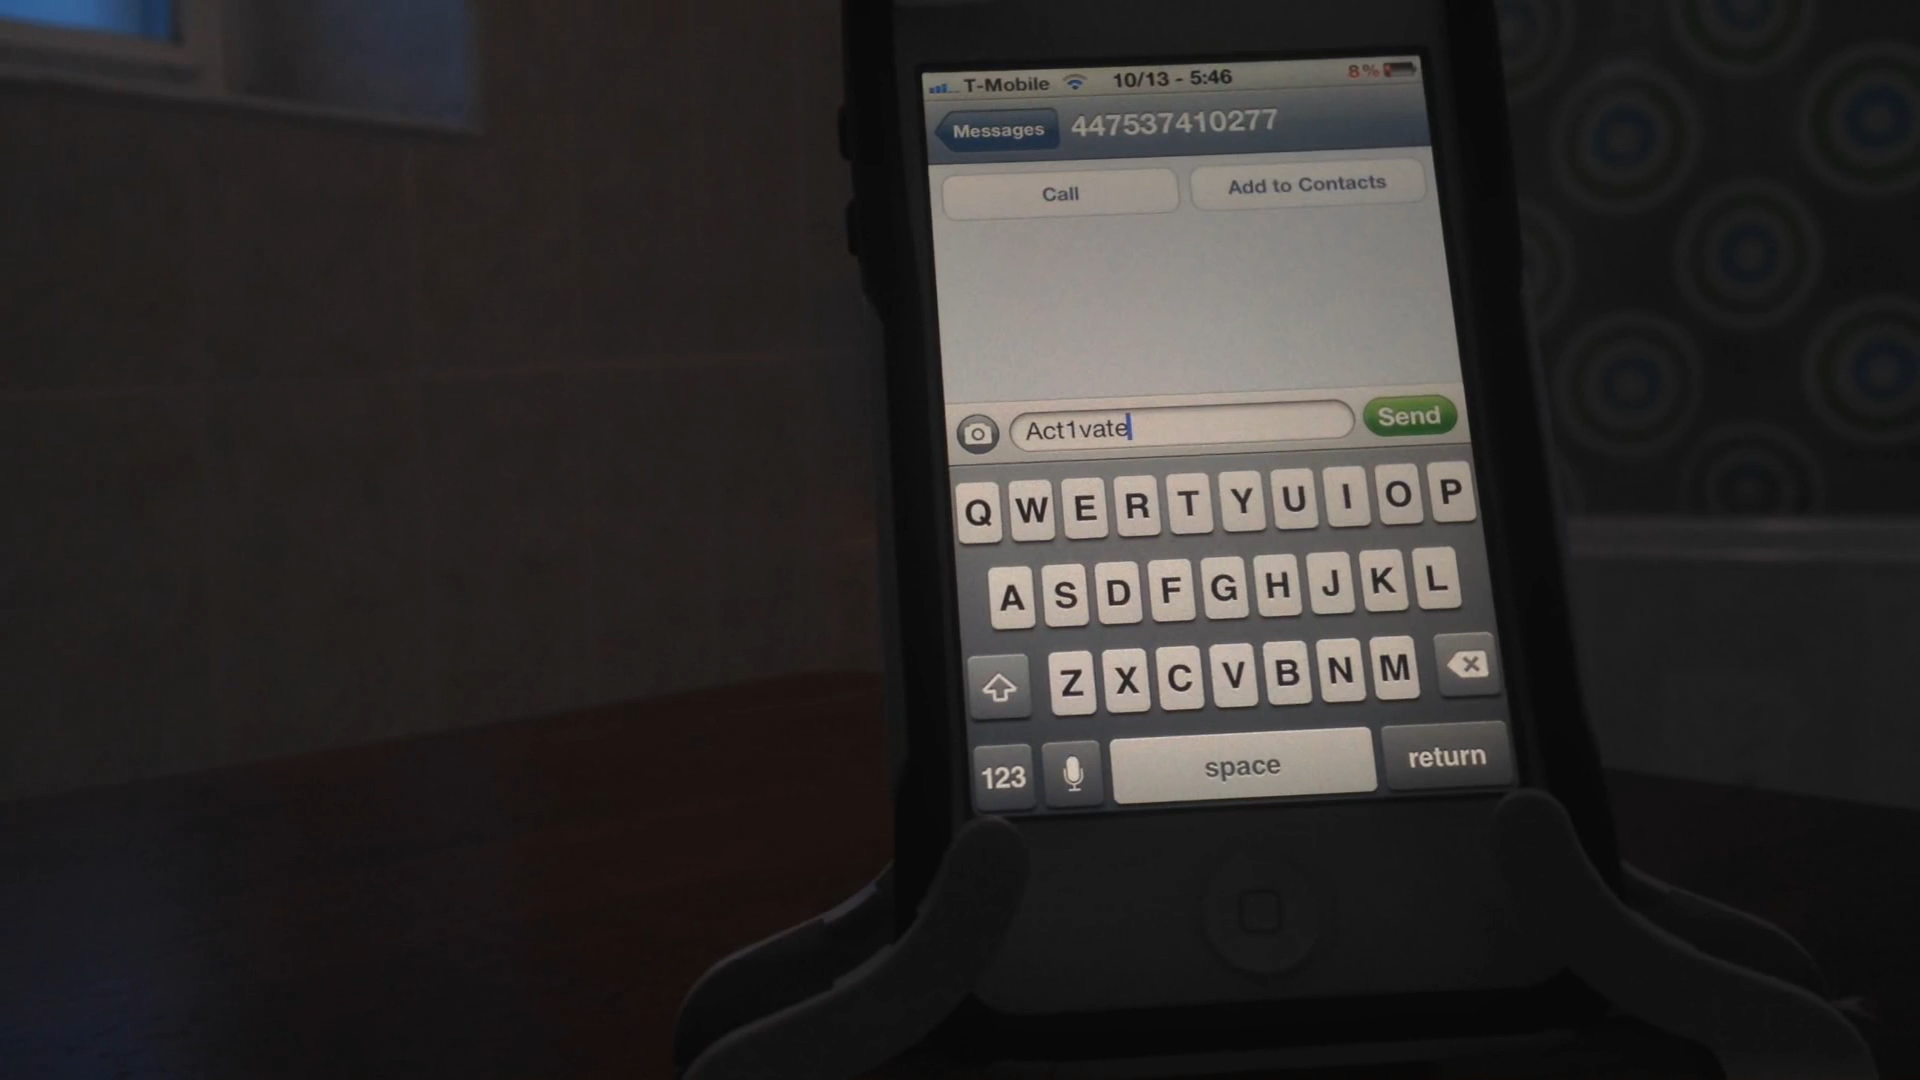 T-Mobile 10/13 - 5:46 8%
Messages 447537410277
Call Add to Contacts
Act1vate Send
Q W E R T Y U I O P
A S D F G H J K L
Z X C V B N M
123 space return